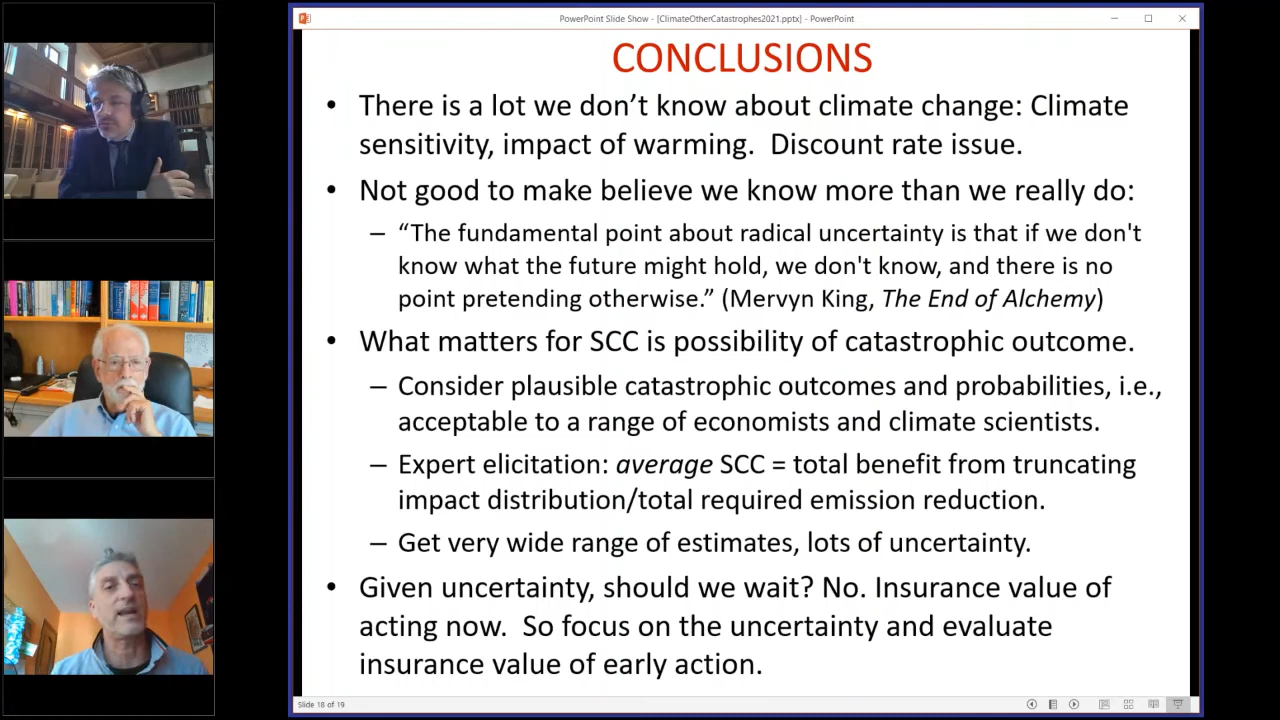 PowerPoint Slide Show - [ClimateOtherCatastrophes2021.pptx] - PowerPoint
CONCLUSIONS
• There is a lot we don’t know about climate change: Climate
sensitivity, impact of warming. Discount rate issue.
• Not good to make believe we know more than we really do:
– “The fundamental point about radical uncertainty is that if we don't
know what the future might hold, we don't know, and there is no
point pretending otherwise.” (Mervyn King, The End of Alchemy)
• What matters for SCC is possibility of catastrophic outcome.
– Consider plausible catastrophic outcomes and probabilities, i.e.,
acceptable to a range of economists and climate scientists.
– Expert elicitation: average SCC = total benefit from truncating
impact distribution/total required emission reduction.
– Get very wide range of estimates, lots of uncertainty.
• Given uncertainty, should we wait? No. Insurance value of
acting now. So focus on the uncertainty and evaluate
insurance value of early action.
Slide 18 of 19